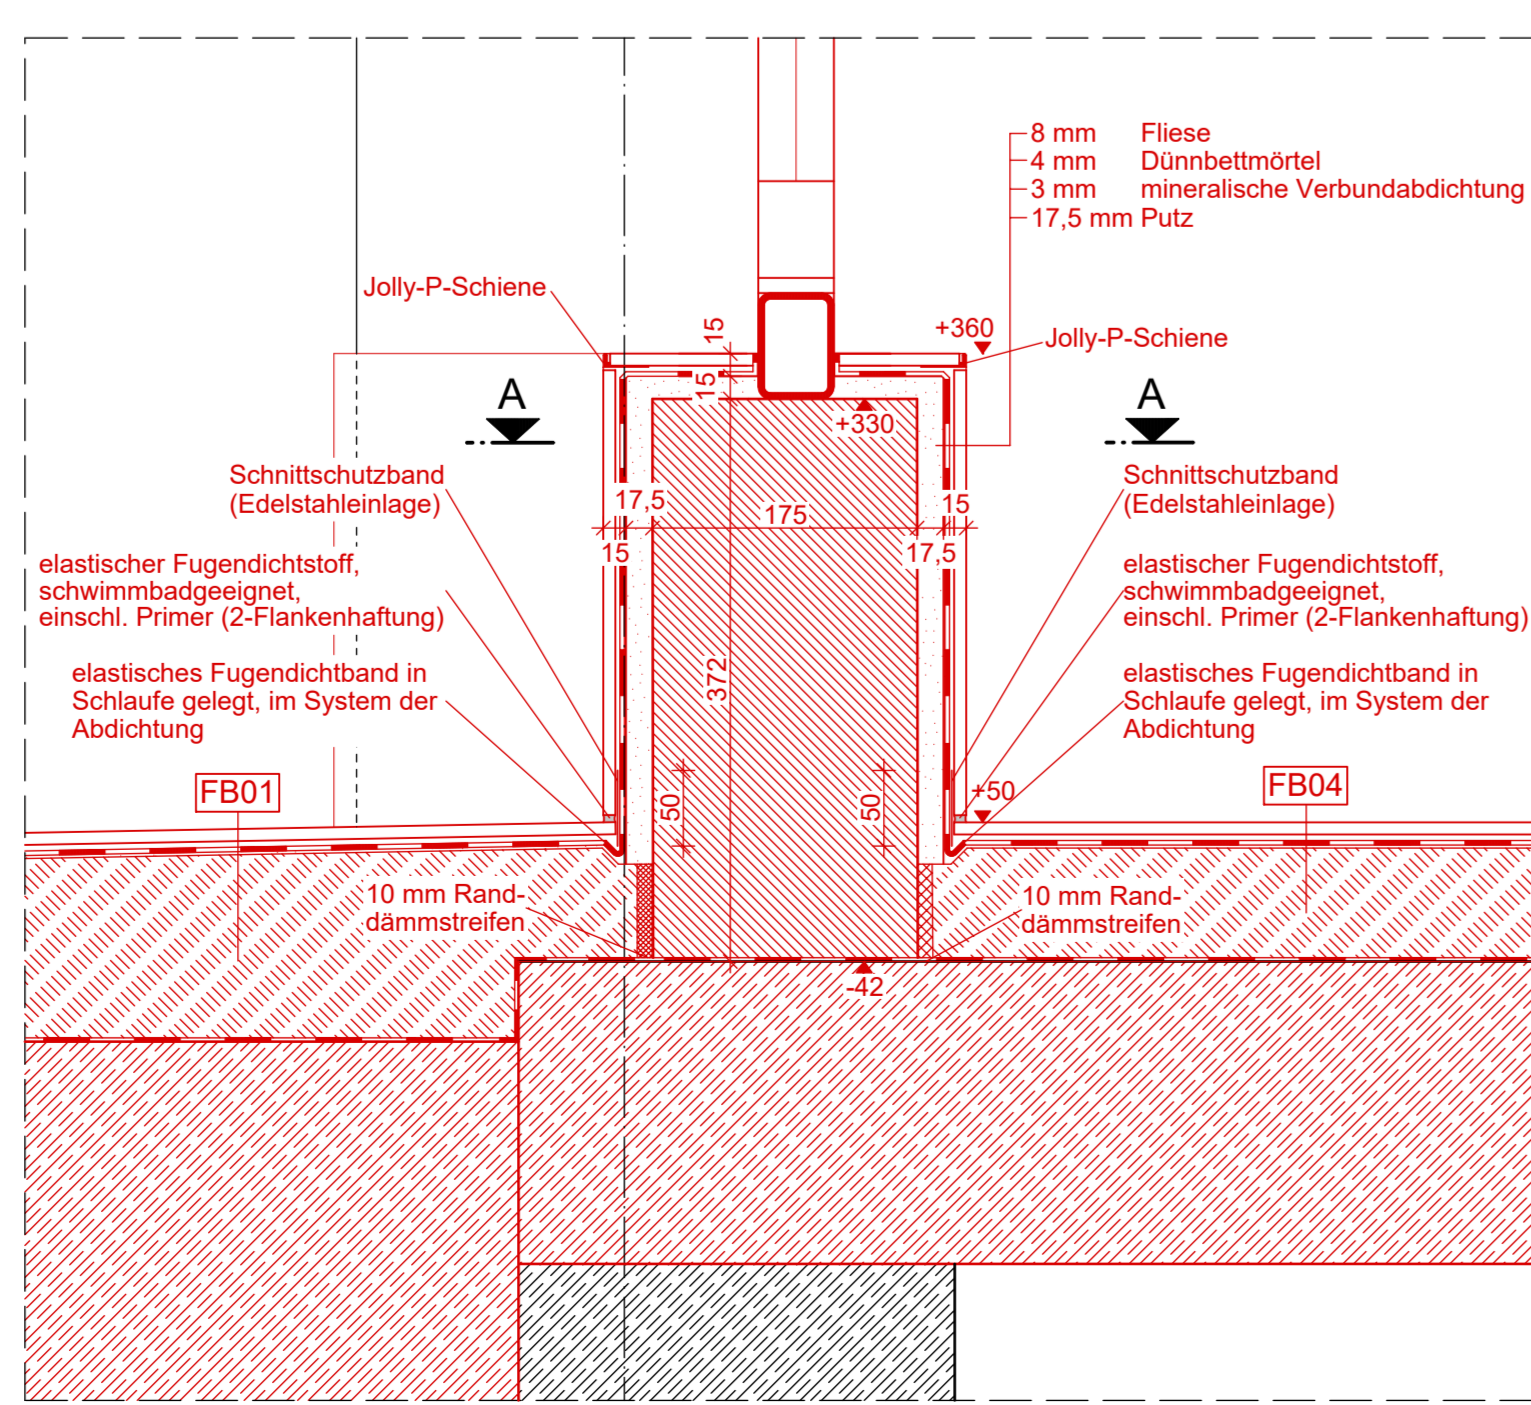 8 mm Fliese
4 mm Dünnbettmörtel
3 mm mineralische Verbundabdichtung
17,5 mm Putz
Jolly-P-Schiene
15
+360
Jolly-P-Schiene
15
A
+330
A
Schnittschutzband
(Edelstahleinlage)
17,5
175
15
15
17,5
Schnittschutzband
(Edelstahleinlage)
elastischer Fugendichtstoff,
schwimmbadgeeignet,
einschl. Primer (2-Flankenhaftung)
elastischer Fugendichtstoff,
schwimmbadgeeignet,
einschl. Primer (2-Flankenhaftung)
elastisches Fugendichtband in
Schlaufe gelegt, im System der
Abdichtung
372
elastisches Fugendichtband in
Schlaufe gelegt, im System der
Abdichtung
FB01
50
50
+50
FB04
10 mm Rand-
dämmstreifen
10 mm Rand-
dämmstreifen
-42